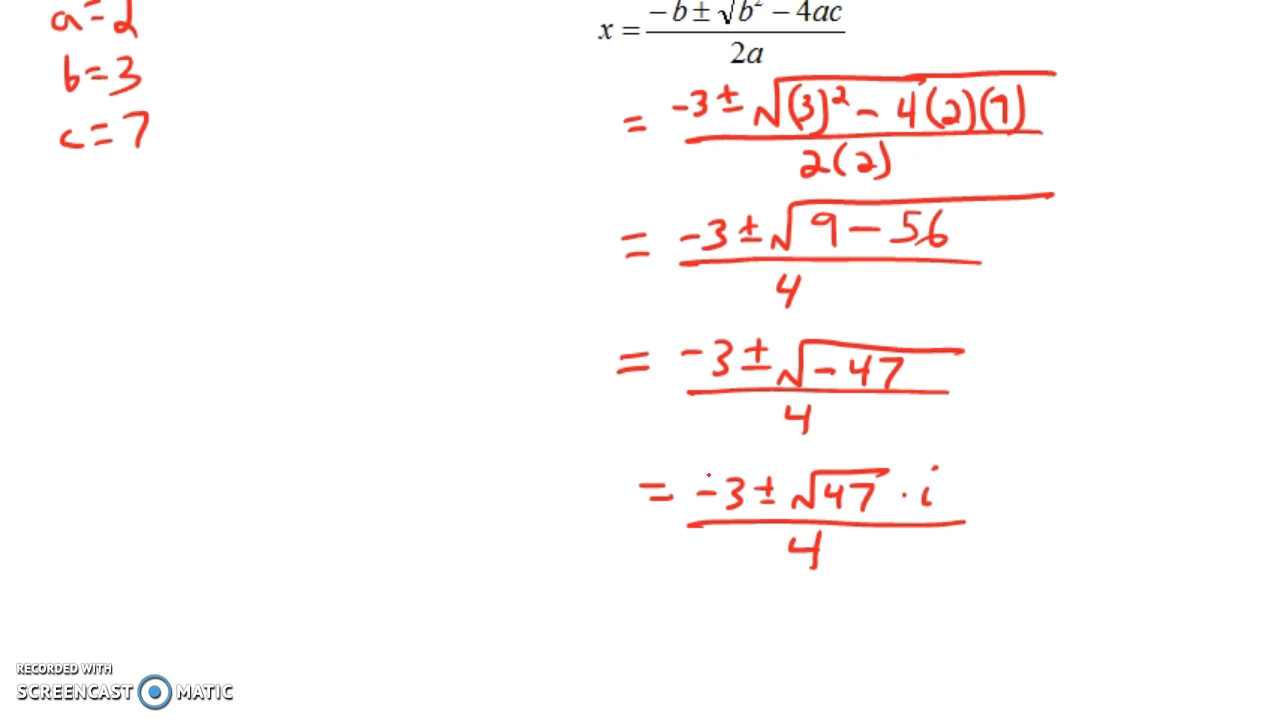 a=2
b=3
c=7
x = (-b ± √(b² - 4ac)) / 2a
= (-3 ± √((3)² - 4(2)(7))) / 2(2)
= (-3 ± √(9 - 56)) / 4
= (-3 ± √(-47)) / 4
= (-3 ± √47 · i) / 4
RECORDED WITH
SCREENCAST MATIC